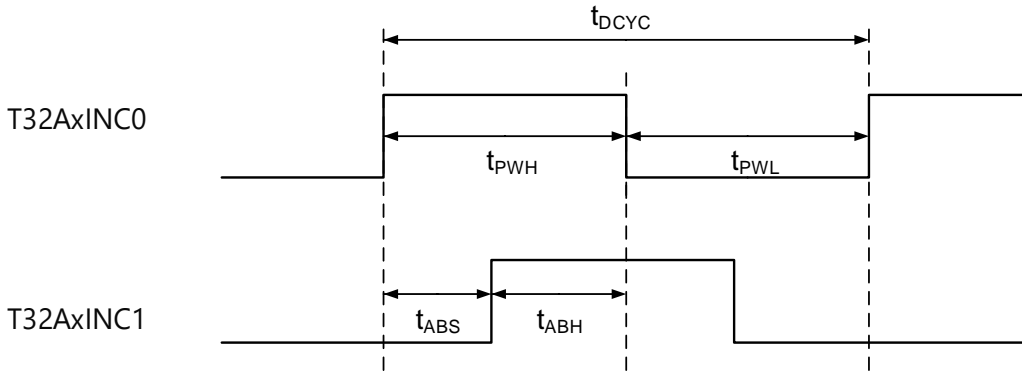 tDCYC
T32AxINC0
tPWH
tPWL
T32AxINC1
tABS
tABH